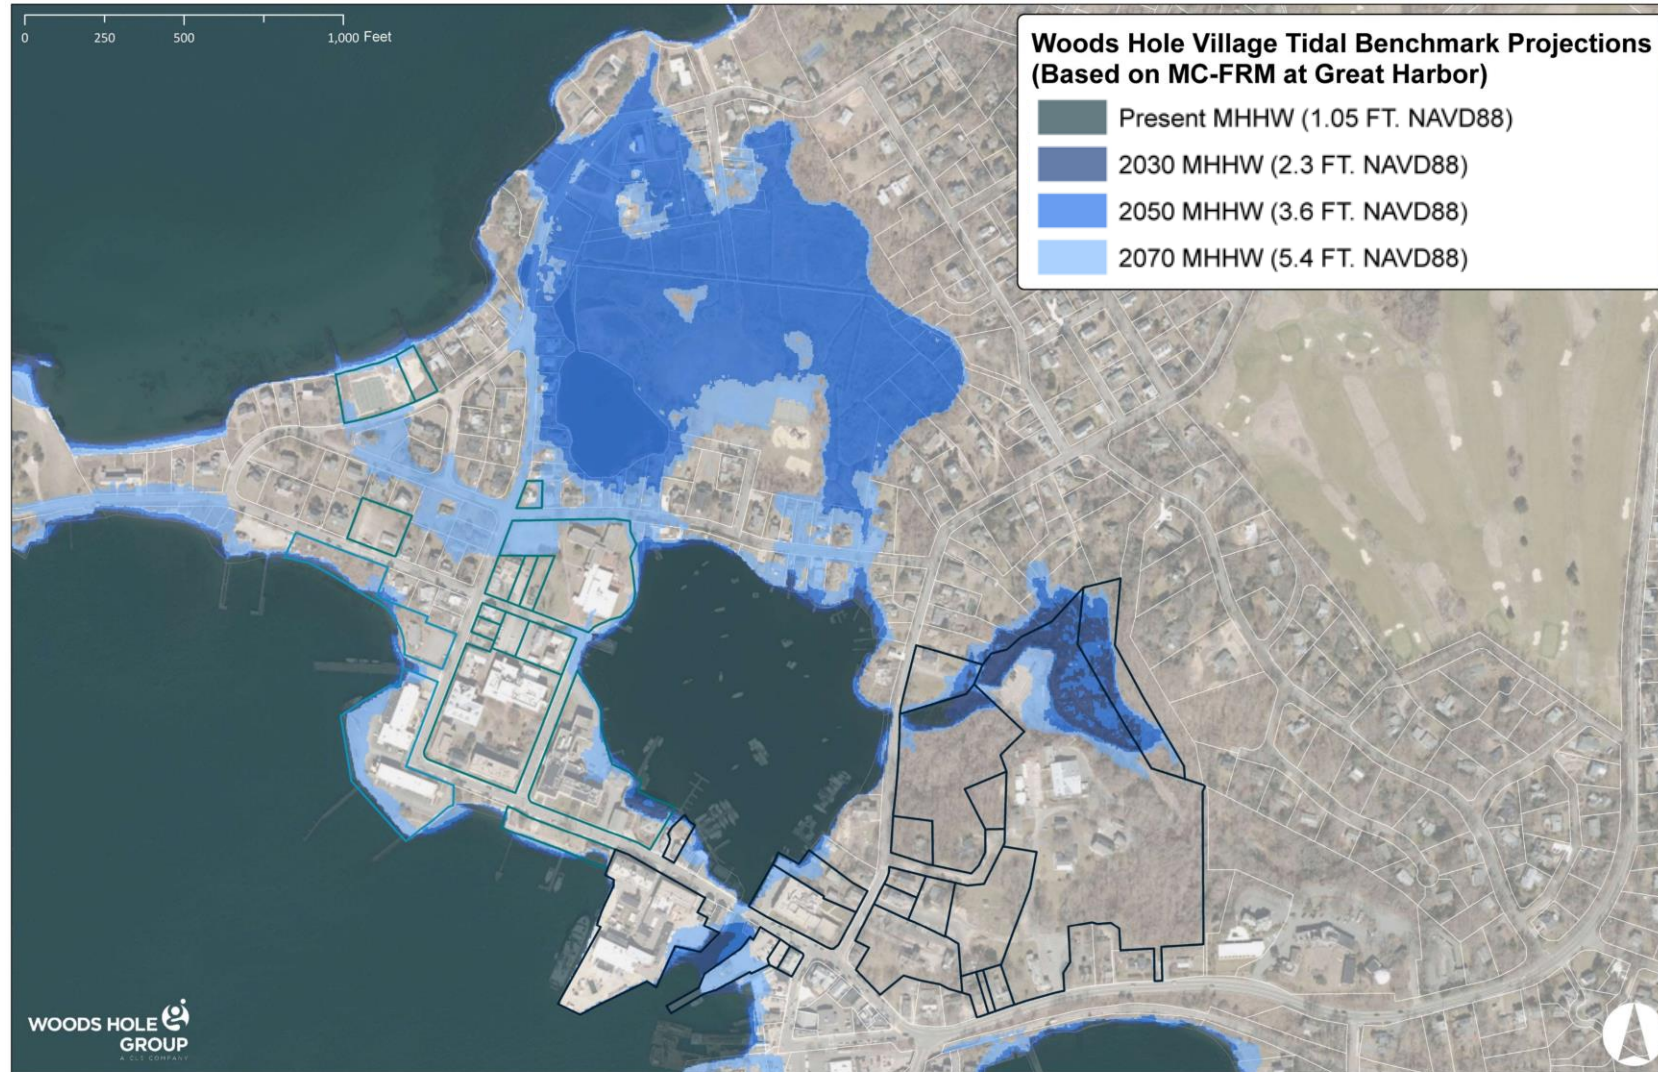 0 250 500 1,000 Feet
Woods Hole Village Tidal Benchmark Projections
(Based on MC-FRM at Great Harbor)
Present MHHW (1.05 FT. NAVD88)
2030 MHHW (2.3 FT. NAVD88)
2050 MHHW (3.6 FT. NAVD88)
2070 MHHW (5.4 FT. NAVD88)
WOODS HOLE
GROUP
A CLS COMPANY